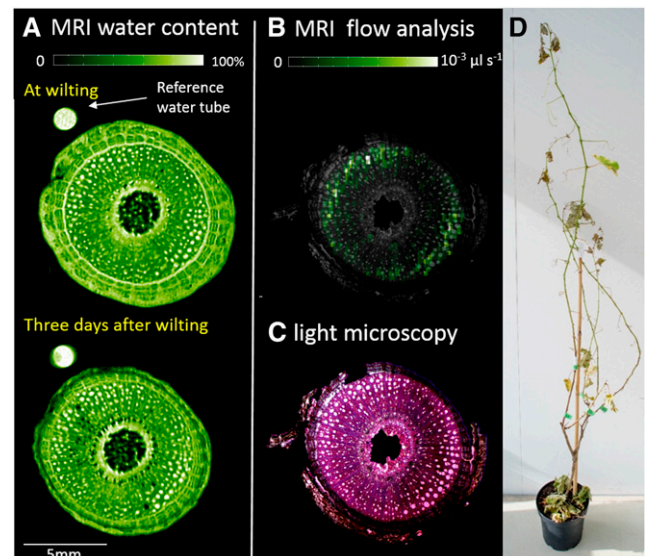 A MRI water content
0 100%
At wilting
Reference
water tube
Three days after wilting
5mm
B MRI flow analysis
0 10⁻³ µl s⁻¹
C light microscopy
D